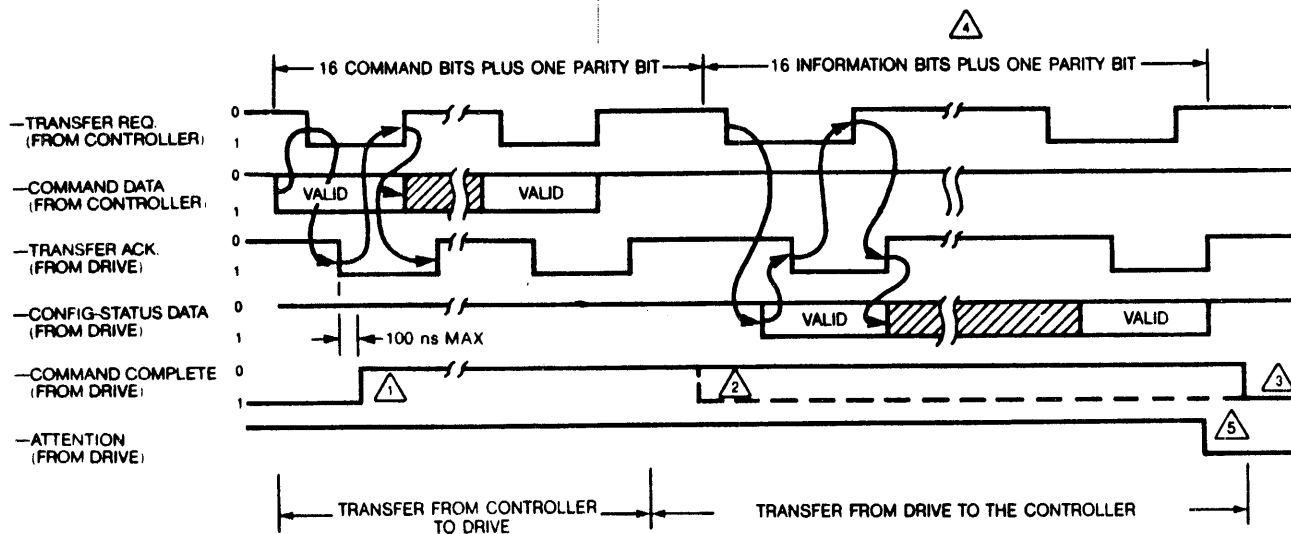 4
16 COMMAND BITS PLUS ONE PARITY BIT
16 INFORMATION BITS PLUS ONE PARITY BIT
0
—TRANSFER REQ.
(FROM CONTROLLER)
1
0
—COMMAND DATA
(FROM CONTROLLER)
VALID
VALID
1
0
—TRANSFER ACK.
(FROM DRIVE)
1
0
—CONFIG-STATUS DATA
(FROM DRIVE)
VALID
VALID
1
100 ns MAX
0
—COMMAND COMPLETE
(FROM DRIVE)
1
1
2
3
—ATTENTION
(FROM DRIVE)
5
TRANSFER FROM CONTROLLER
TO DRIVE
TRANSFER FROM DRIVE TO THE CONTROLLER